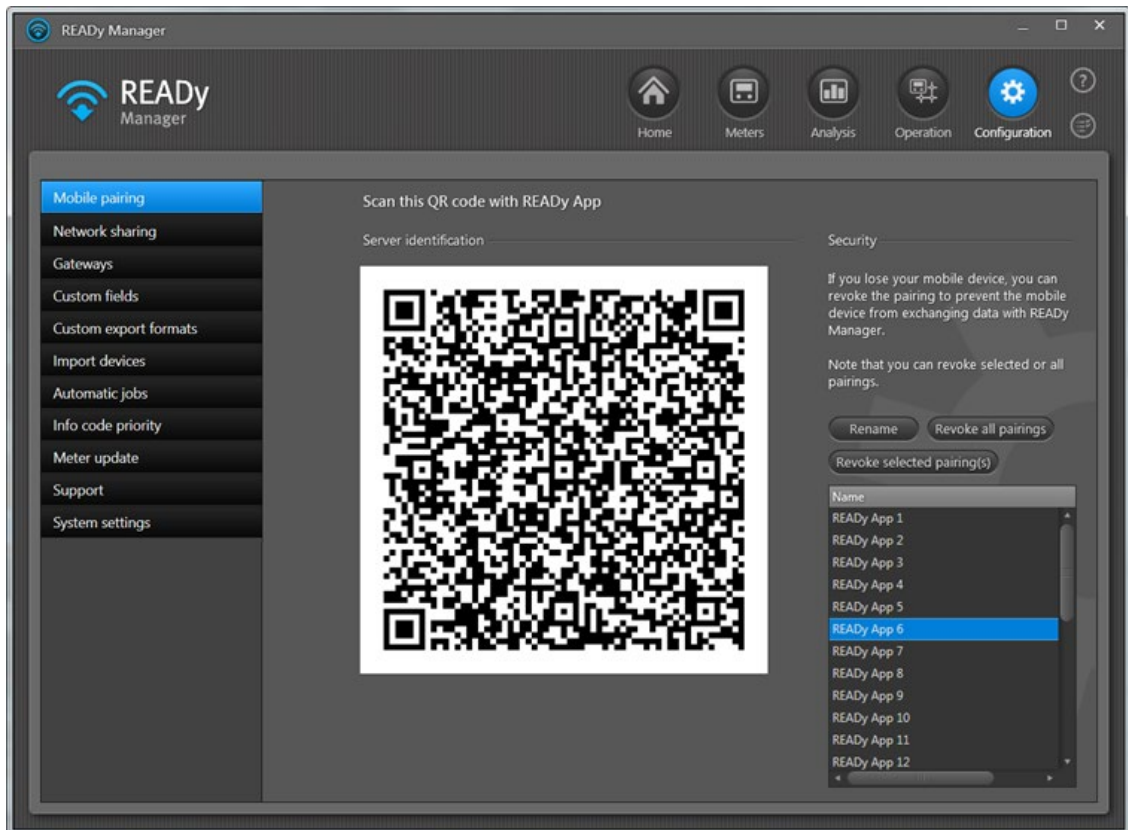 READy Manager
READy
Manager
Home
Meters
Analysis
Operation
Configuration
Mobile pairing
Network sharing
Gateways
Custom fields
Custom export formats
Import devices
Automatic jobs
Info code priority
Meter update
Support
System settings
Scan this QR code with READy App
Server identification
Security
If you lose your mobile device, you can
revoke the pairing to prevent the mobile
device from exchanging data with READy
Manager.
Note that you can revoke selected or all
pairings.
Rename
Revoke all pairings
Revoke selected pairing(s)
Name
READy App 1
READy App 2
READy App 3
READy App 4
READy App 5
READy App 6
READy App 7
READy App 8
READy App 9
READy App 10
READy App 11
READy App 12